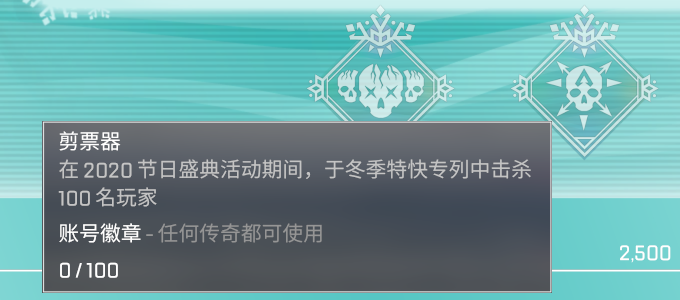 剪票器
在 2020 节日盛典活动期间，于冬季特快专列中击杀
100 名玩家
账号徽章 - 任何传奇都可使用
0 / 100
2,500